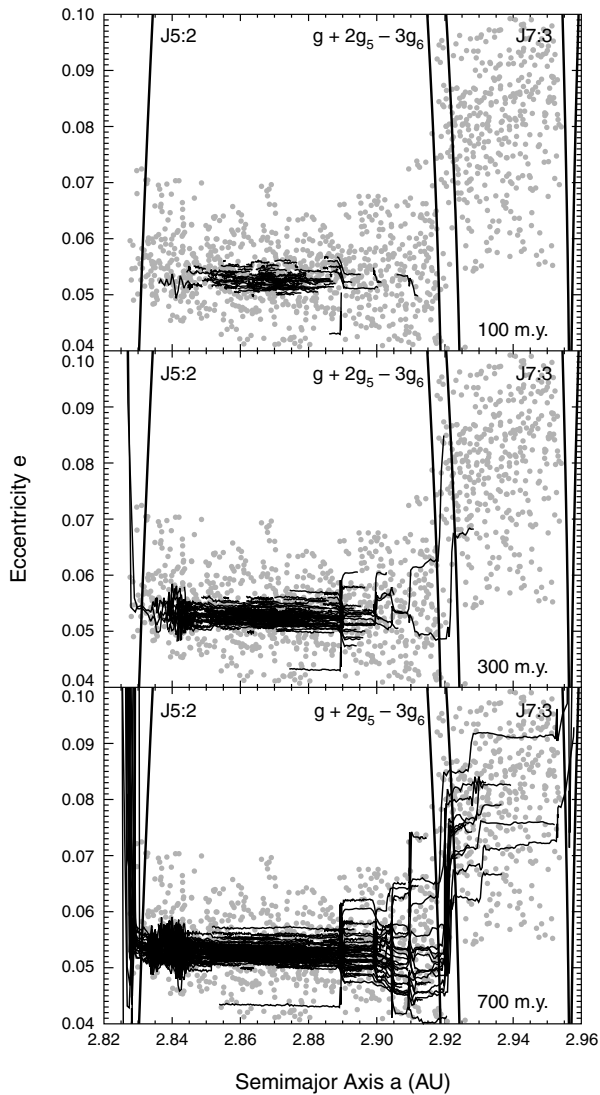 0.10
J5:2 g + 2g₅ – 3g₆ J7:3
0.09
0.08
0.07
0.06
0.05
100 m.y.
0.04
0.10
J5:2 g + 2g₅ – 3g₆ J7:3
0.09
0.08
0.07
0.06
0.05
300 m.y.
0.04
0.10
J5:2 g + 2g₅ – 3g₆ J7:3
0.09
0.08
0.07
0.06
0.05
700 m.y.
0.04
2.82 2.84 2.86 2.88 2.90 2.92 2.94 2.96
Eccentricity e
Semimajor Axis a (AU)